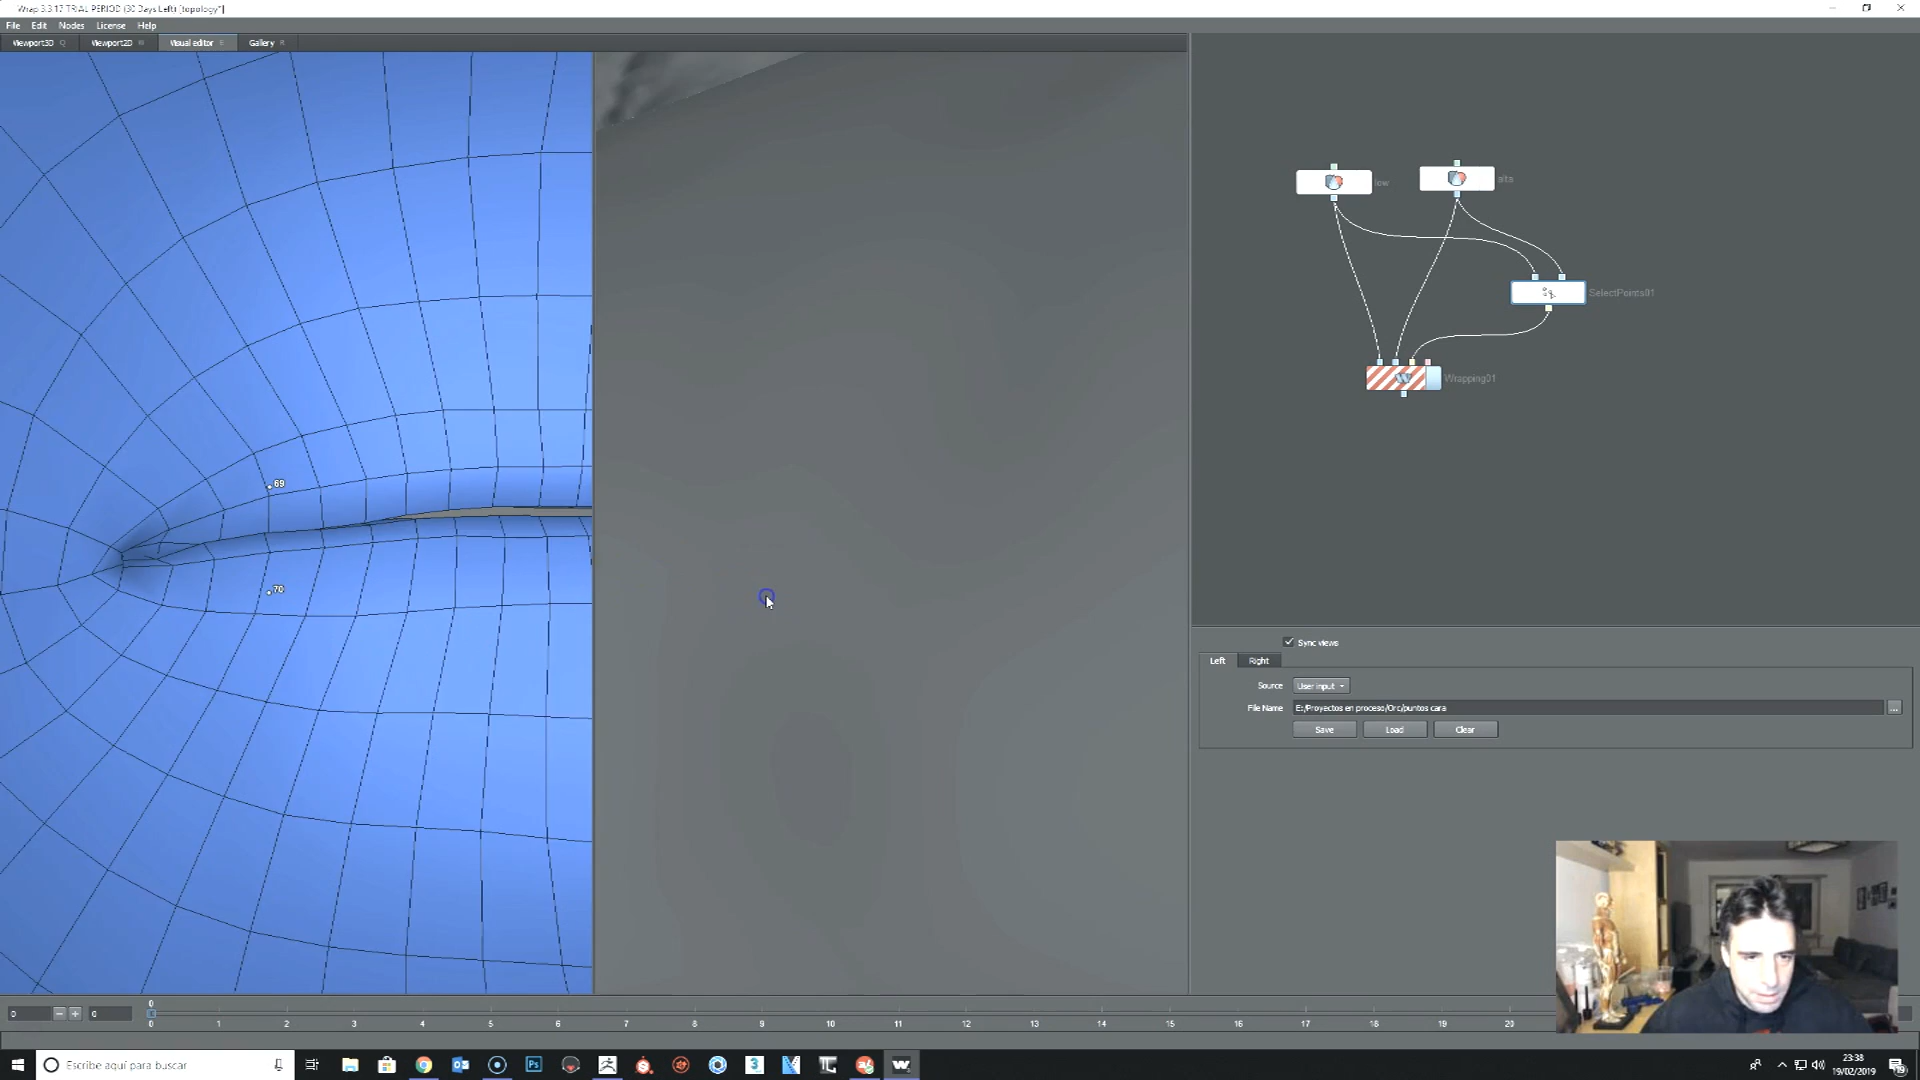 Wrap 3.3.17 TRIAL PERIOD (30 Days Left) [topology*]
File Edit Nodes License Help
Viewport3D Q Viewport2D W Visual editor E Gallery R
low
alta
SelectPoints01
Wrapping01
69
70
Sync views
Left Right
Source User input
File Name E:/Proyectos en proceso/Orc/puntos cara ...
Save Load Clear
0 0 0
0 1 2 3 4 5 6 7 8 9 10 11 12 13 14 15 16 17 18 19 20
Escribe aquí para buscar
23:38
19/02/2019